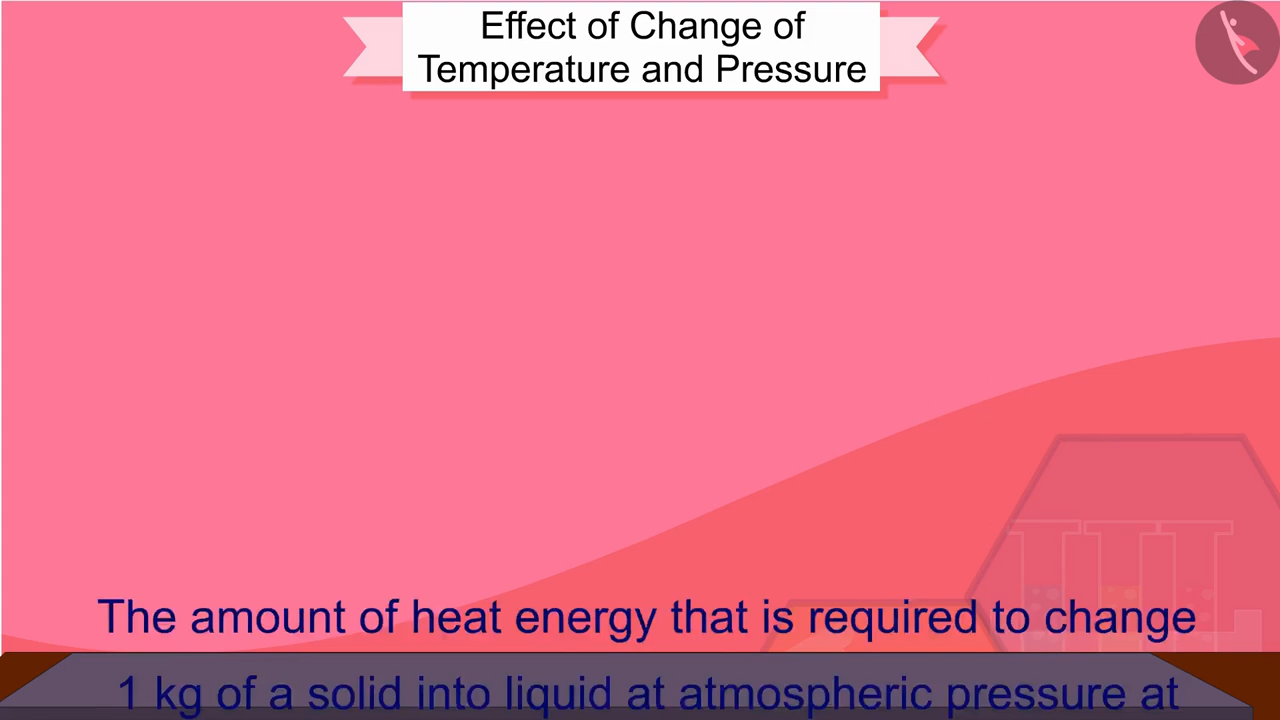 Effect of Change of
Temperature and Pressure
The amount of heat energy that is required to change
1 kg of a solid into liquid at atmospheric pressure at